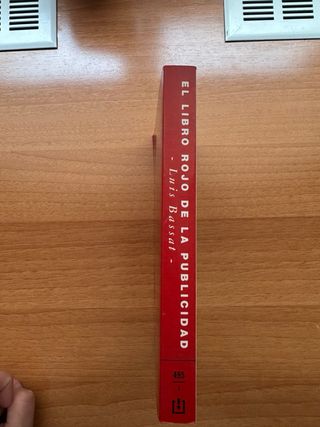 EL LIBRO ROJO DE LA PUBLICIDAD
- Luis Bassat -